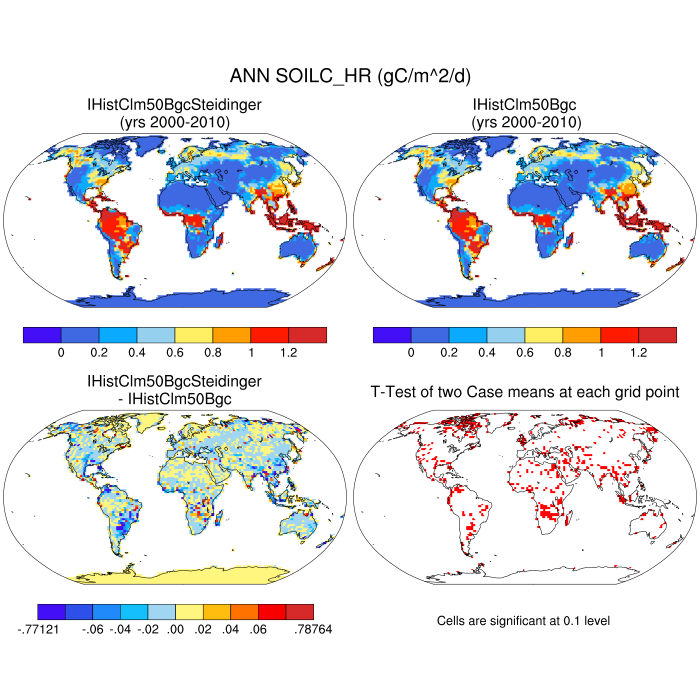 ANN SOILC_HR (gC/m^2/d)
IHistClm50BgcSteidinger
(yrs 2000-2010)
IHistClm50Bgc
(yrs 2000-2010)
0 0.2 0.4 0.6 0.8 1 1.2
0 0.2 0.4 0.6 0.8 1 1.2
IHistClm50BgcSteidinger
- IHistClm50Bgc
T-Test of two Case means at each grid point
-.77121 -.06 -.04 -.02 .00 .02 .04 .06 .78764
Cells are significant at 0.1 level